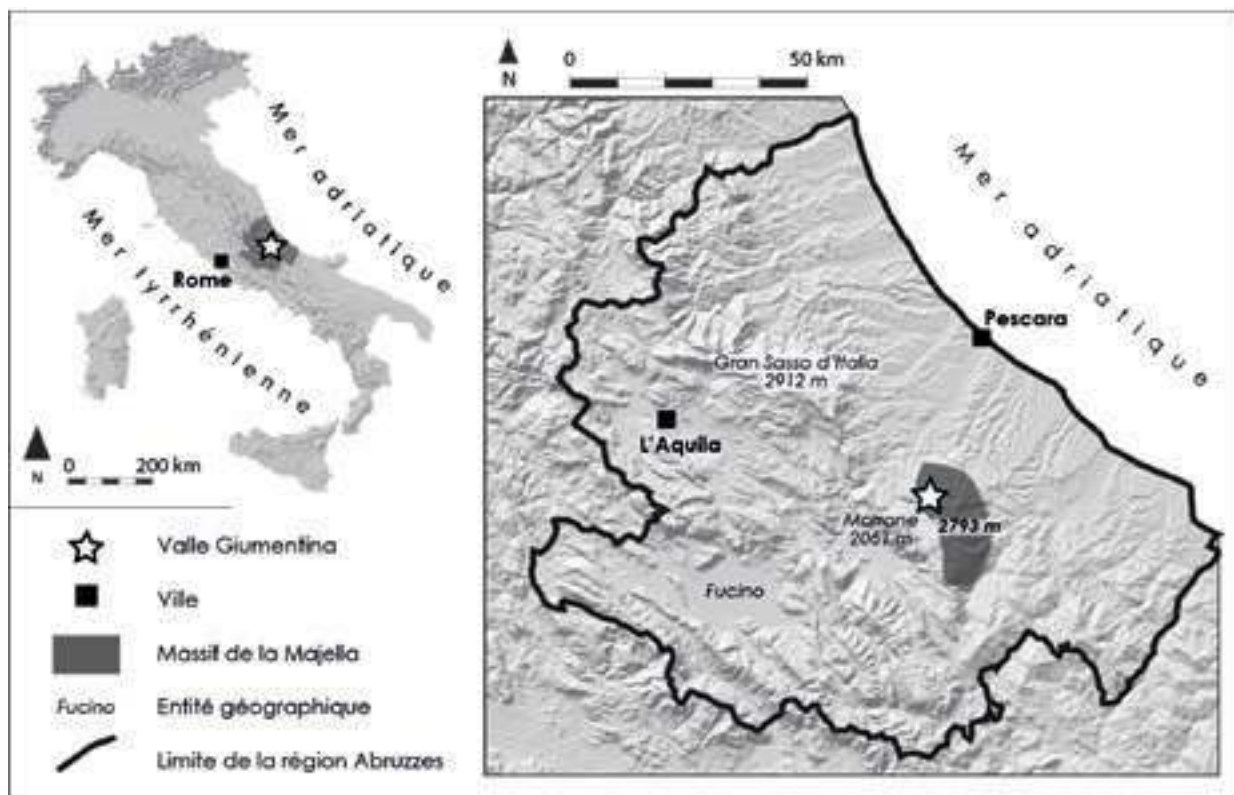 Mer adriatique
Mer tyrrhénienne
Rome
N
0 200 km
Valle Giumentina
Ville
Massif de la Majella
Fucino Entité géographique
Limite de la région Abruzzes
N
0 50 km
Mer adriatique
Pescara
Gran Sasso d'Italia
2912 m
L'Aquila
2793 m
2061 m
Fucino